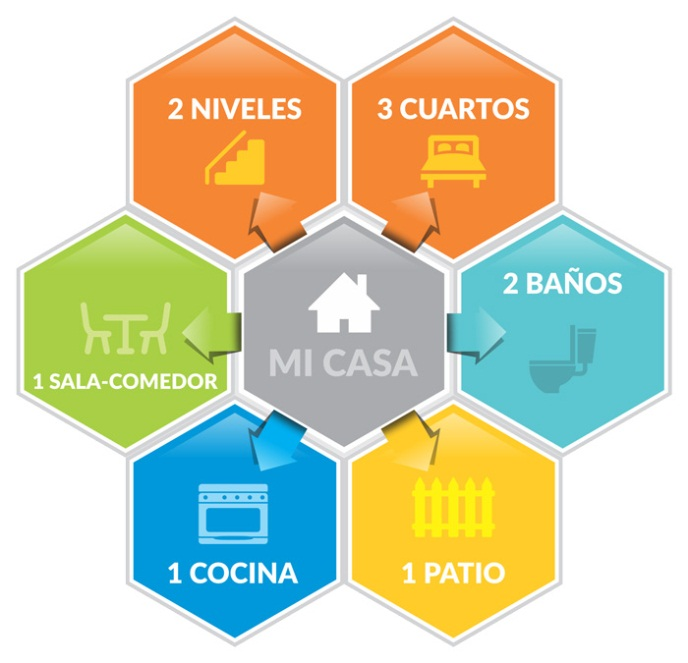 2 NIVELES
3 CUARTOS
2 BAÑOS
MI CASA
1 SALA-COMEDOR
1 COCINA
1 PATIO